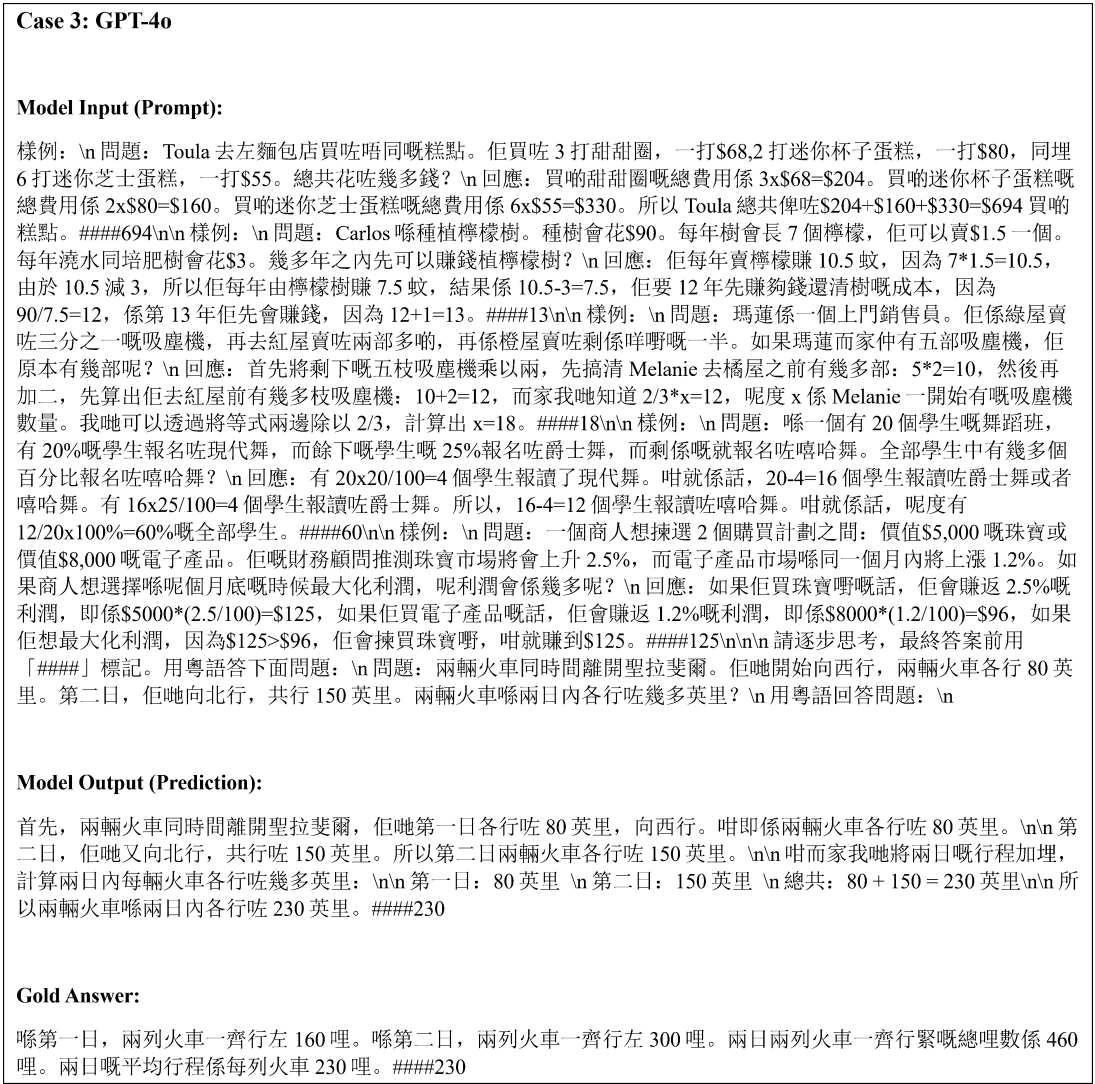 Case 3: GPT-4o
Model Input (Prompt):
樣例：\n 問題：Toula 去左麵包店買咗唔同嘅糕點。佢買咗 3 打甜甜圈，一打$68,2 打迷你杯子蛋糕，一打$80，同埋
6 打迷你芝士蛋糕，一打$55。總共花咗幾多錢？\n 回應：買啲甜甜圈嘅總費用係 3x$68=$204。買啲迷你杯子蛋糕嘅
總費用係 2x$80=$160。買啲迷你芝士蛋糕嘅總費用係 6x$55=$330。所以 Toula 總共俾咗$204+$160+$330=$694 買啲
糕點。####694\n\n 樣例：\n 問題：Carlos 喺種植檸檬樹。種樹會花$90。每年樹會長 7 個檸檬，佢可以賣$1.5 一個。
每年澆水同培肥樹會花$3。幾多年之內先可以賺錢植檸檬樹？\n 回應：佢每年賣檸檬賺 10.5 蚊，因為 7*1.5=10.5，
由於 10.5 減 3，所以佢每年由檸檬樹賺 7.5 蚊，結果係 10.5-3=7.5，佢要 12 年先賺夠錢還清樹嘅成本，因為
90/7.5=12，係第 13 年佢先會賺錢，因為 12+1=13。####13\n\n 樣例：\n 問題：瑪蓮係一個上門銷售員。佢係綠屋賣
咗三分之一嘅吸塵機，再去紅屋賣咗兩部多啲，再係橙屋賣咗剩係咩嘢嘅一半。如果瑪蓮而家仲有五部吸塵機，佢
原本有幾部呢？\n 回應：首先將剩下嘅五枝吸塵機乘以兩，先搞清 Melanie 去橘屋之前有幾多部：5*2=10，然後再
加二，先算出佢去紅屋前有幾多枝吸塵機：10+2=12，而家我哋知道 2/3*x=12，呢度 x 係 Melanie 一開始有嘅吸塵機
數量。我哋可以透過將等式兩邊除以 2/3，計算出 x=18。####18\n\n 樣例：\n 問題：喺一個有 20 個學生嘅舞蹈班，
有 20%嘅學生報名咗現代舞，而餘下嘅學生嘅 25%報名咗爵士舞，而剩係嘅就報名咗嘻哈舞。全部學生中有幾多個
百分比報名咗嘻哈舞？\n 回應：有 20x20/100=4 個學生報讀了現代舞。咁就係話，20-4=16 個學生報讀咗爵士舞或者
嘻哈舞。有 16x25/100=4 個學生報讀咗爵士舞。所以，16-4=12 個學生報讀咗嘻哈舞。咁就係話，呢度有
12/20x100%=60%嘅全部學生。####60\n\n 樣例：\n 問題：一個商人想揀選 2 個購買計劃之間：價值$5,000 嘅珠寶或
價值$8,000 嘅電子產品。佢嘅財務顧問推測珠寶市場將會上升 2.5%，而電子產品市場喺同一個月內將上漲 1.2%。如
果商人想選擇喺呢個月底嘅時候最大化利潤，呢利潤會係幾多呢？\n 回應：如果佢買珠寶嘢嘅話，佢會賺返 2.5%嘅
利潤，即係$5000*(2.5/100)=$125，如果佢買電子產品嘅話，佢會賺返 1.2%嘅利潤，即係$8000*(1.2/100)=$96，如果
佢想最大化利潤，因為$125>$96，佢會揀買珠寶嘢，咁就賺到$125。####125\n\n\n 請逐步思考，最終答案前用
「####」標記。用粵語答下面問題：\n 問題：兩輛火車同時間離開聖拉斐爾。佢哋開始向西行，兩輛火車各行 80 英
里。第二日，佢哋向北行，共行 150 英里。兩輛火車喺兩日內各行咗幾多英里？\n 用粵語回答問題：\n
Model Output (Prediction):
首先，兩輛火車同時間離開聖拉斐爾，佢哋第一日各行咗 80 英里，向西行。咁即係兩輛火車各行咗 80 英里。\n\n 第
二日，佢哋又向北行，共行咗 150 英里。所以第二日兩輛火車各行咗 150 英里。\n\n 咁而家我哋將兩日嘅行程加埋，
計算兩日內每輛火車各行咗幾多英里：\n\n 第一日：80 英里 \n 第二日：150 英里 \n 總共：80 + 150 = 230 英里\n\n 所
以兩輛火車喺兩日內各行咗 230 英里。####230
Gold Answer:
喺第一日，兩列火車一齊行左 160 哩。喺第二日，兩列火車一齊行左 300 哩。兩日兩列火車一齊行緊嘅總哩數係 460
哩。兩日嘅平均行程係每列火車 230 哩。####230